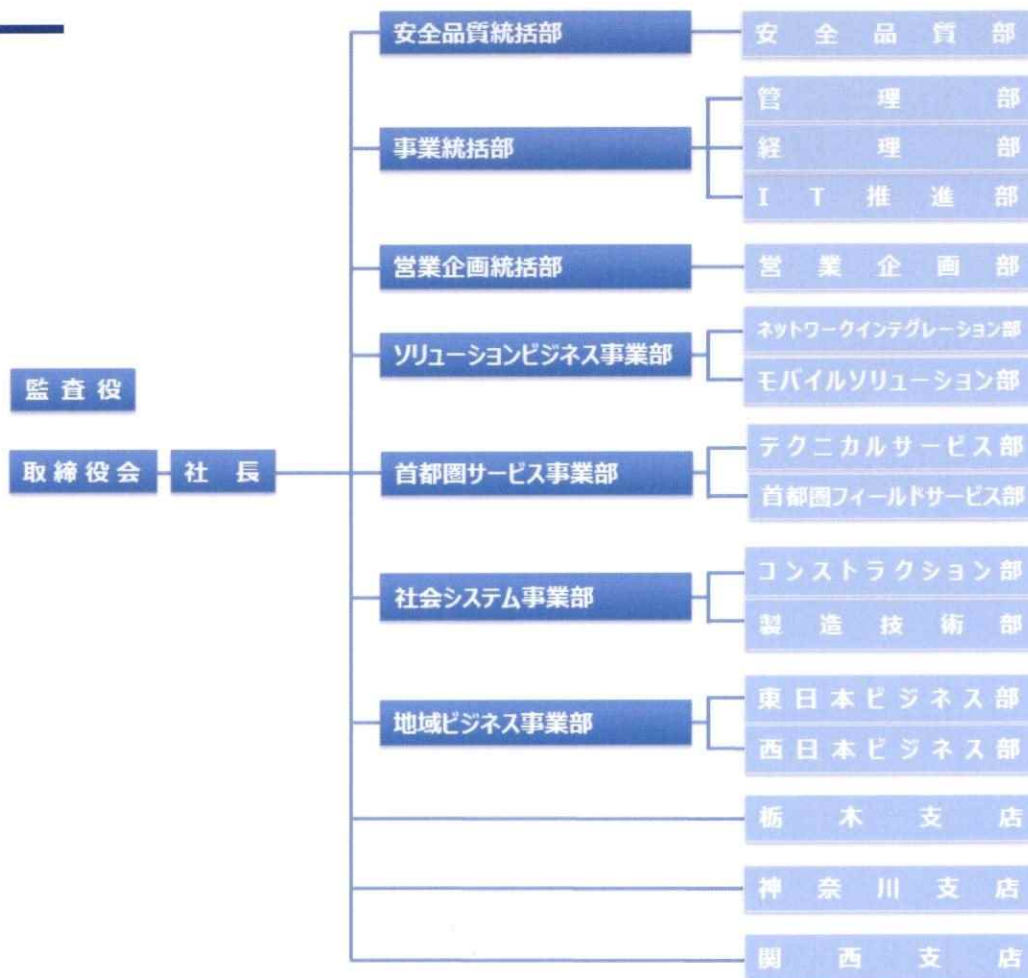 監査役
取締役会
社長
安全品質統括部
安全品質部
事業統括部
管理部
経理部
IT推進部
営業企画統括部
営業企画部
ソリューションビジネス事業部
ネットワークインテグレーション部
モバイルソリューション部
首都圏サービス事業部
テクニカルサービス部
首都圏フィールドサービス部
社会システム事業部
コンストラクション部
製造技術部
地域ビジネス事業部
東日本ビジネス部
西日本ビジネス部
栃木支店
神奈川支店
関西支店